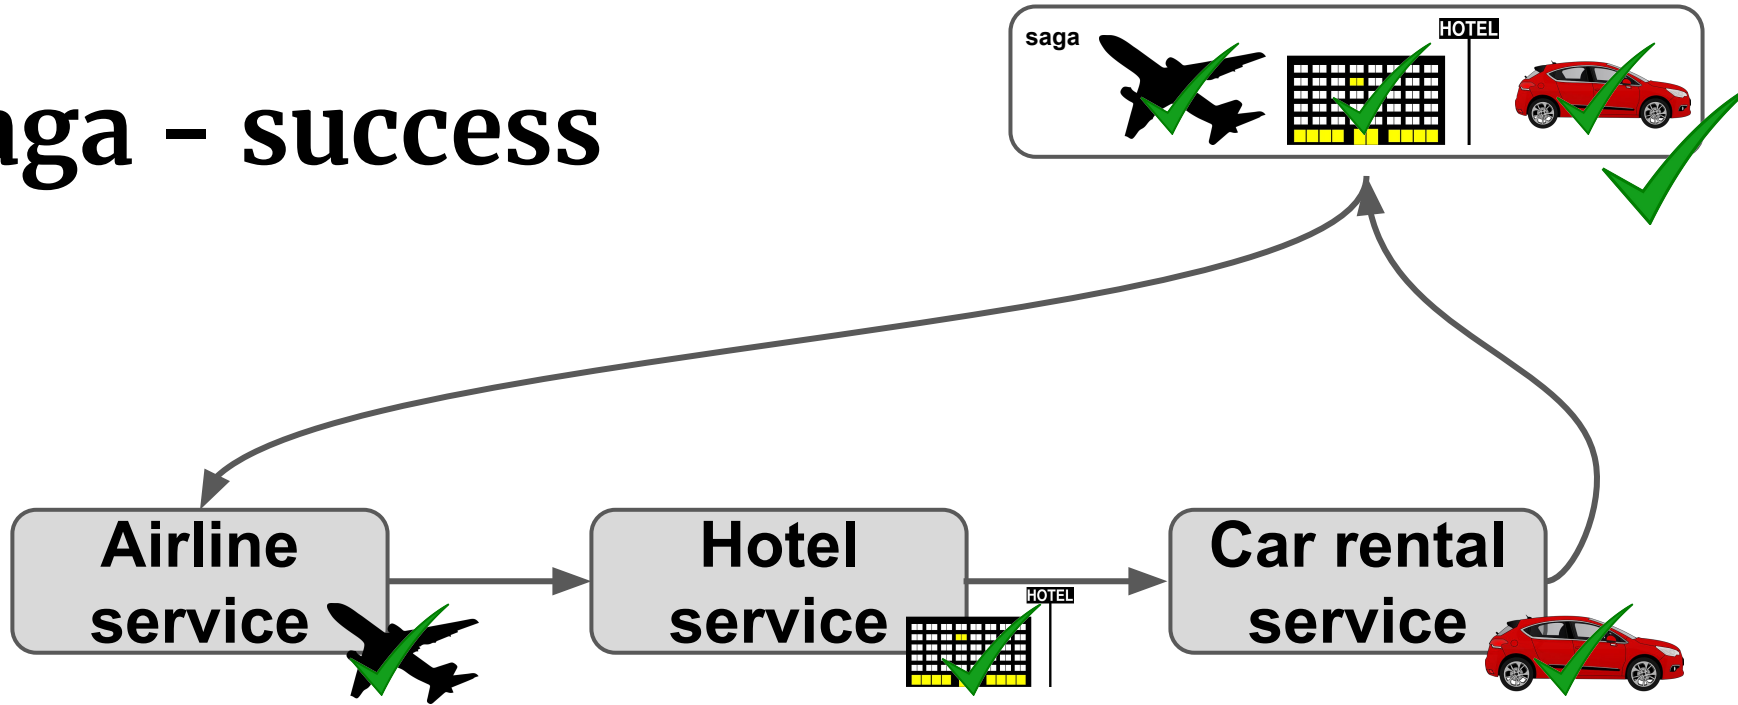 saga
HOTEL
aga - success
Airline
service
Hotel
service
HOTEL
Car rental
service